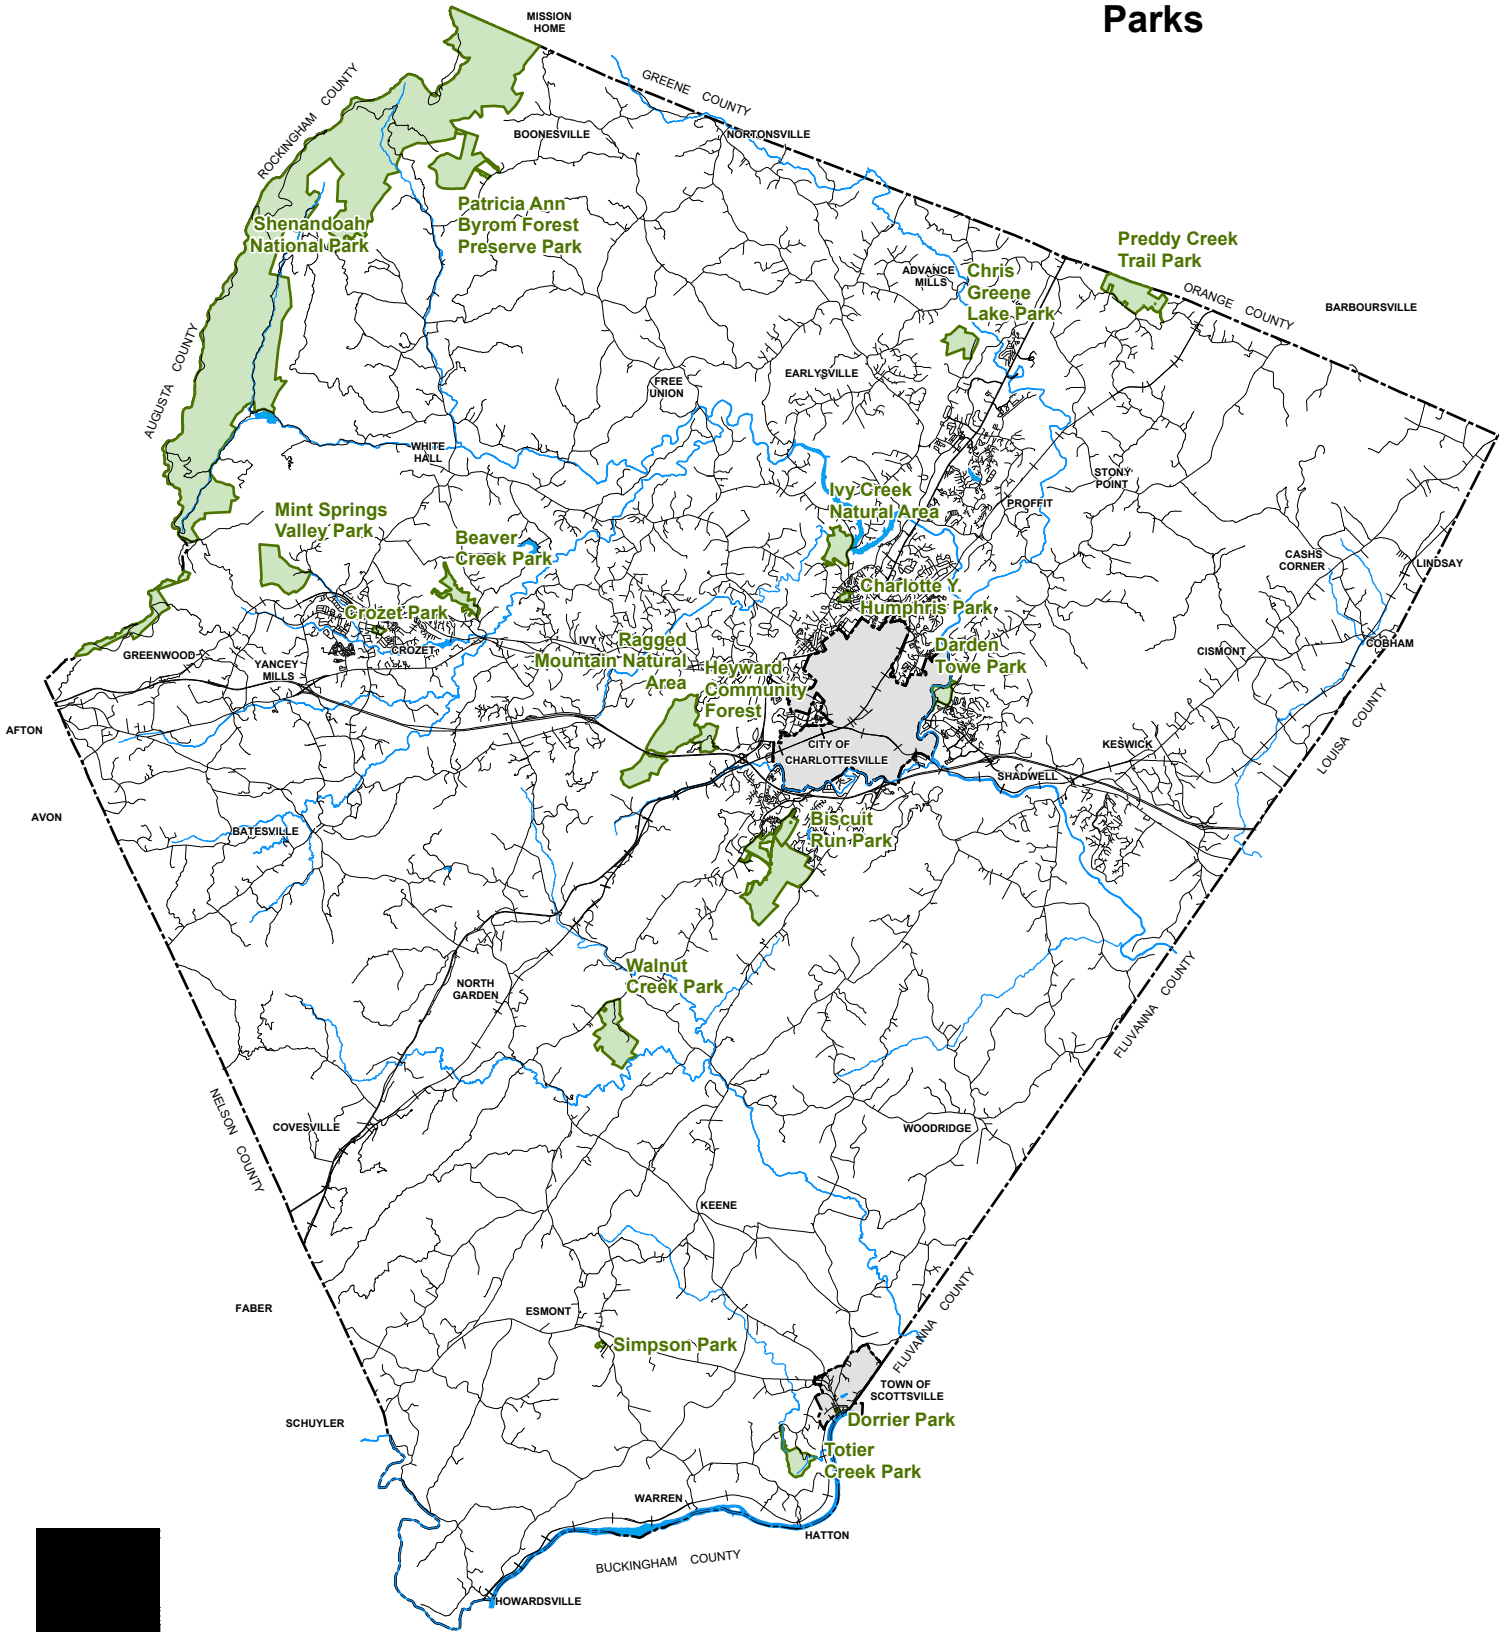 Parks
MISSION
HOME
GREENE COUNTY
ROCKINGHAM COUNTY
BOONESVILLE
NORTONSVILLE
Patricia Ann
Byrom Forest
Preserve Park
Shenandoah
National Park
Preddy Creek
Trail Park
ADVANCE
MILLS
Chris
Greene
Lake Park
ORANGE COUNTY
BARBOURSVILLE
AUGUSTA COUNTY
EARLYSVILLE
FREE
UNION
WHITE
HALL
STONY
POINT
Ivy Creek
Natural Area
PROFFIT
Mint Springs
Valley Park
Beaver
Creek Park
CASHS
CORNER
LINDSAY
Charlotte Y.
Humphris Park
Crozet Park
IVY
Ragged
Mountain Natural
Area
Darden
Towe Park
CROZET
COBHAM
CISMONT
GREENWOOD
YANCEY
MILLS
Heyward
Community
Forest
LOUISA COUNTY
AFTON
CITY OF
CHARLOTTESVILLE
KESWICK
SHADWELL
AVON
BATESVILLE
Biscuit
Run Park
Walnut
Creek Park
NORTH
GARDEN
FLUVANNA COUNTY
NELSON COUNTY
COVESVILLE
WOODRIDGE
KEENE
FABER
ESMONT
Simpson Park
FLUVANNA COUNTY
TOWN OF
SCOTTSVILLE
SCHUYLER
Dorrier Park
Totier
Creek Park
WARREN
HATTON
BUCKINGHAM COUNTY
HOWARDSVILLE